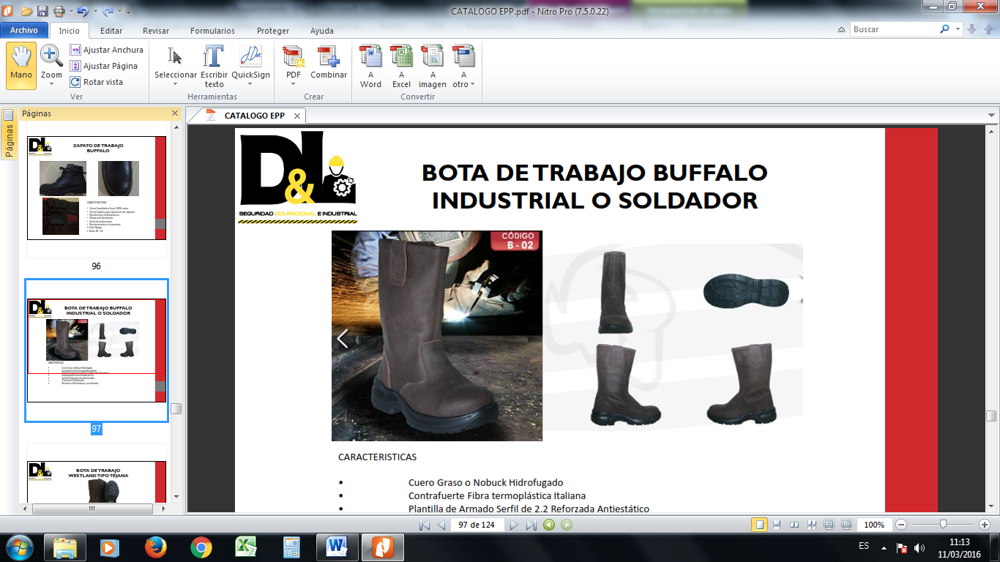 CATALOGO EPP.pdf - Nitro Pro (7.5.0.22)
Archivo Inicio Editar Revisar Formularios Proteger Ayuda
Buscar
Mano
Zoom
Ajustar Anchura
Ajustar Página
Rotar vista
Ver
Seleccionar
Escribir texto
QuickSign
Herramientas
PDF
Combinar
Crear
A Word
A Excel
A imagen
A otro
Convertir
Páginas
Páginas
CATALOGO EPP
ZAPATO DE TRABAJO
BUFFALO
CARACTERISTICAS
96
BOTA DE TRABAJO BUFFALO
INDUSTRIAL O SOLDADOR
97
BOTA DE TRABAJO
WESTLAND TIPO TEJANA
D&L
SEGURIDAD OCUPACIONAL E INDUSTRIAL
BOTA DE TRABAJO BUFFALO
INDUSTRIAL O SOLDADOR
CÓDIGO
B - 02
CARACTERISTICAS
• Cuero Graso o Nobuck Hidrofugado
• Contrafuerte Fibra termoplástica Italiana
• Plantilla de Armado Serfil de 2.2 Reforzada Antiestático
97 de 124
100%
ES
11:13
11/03/2016